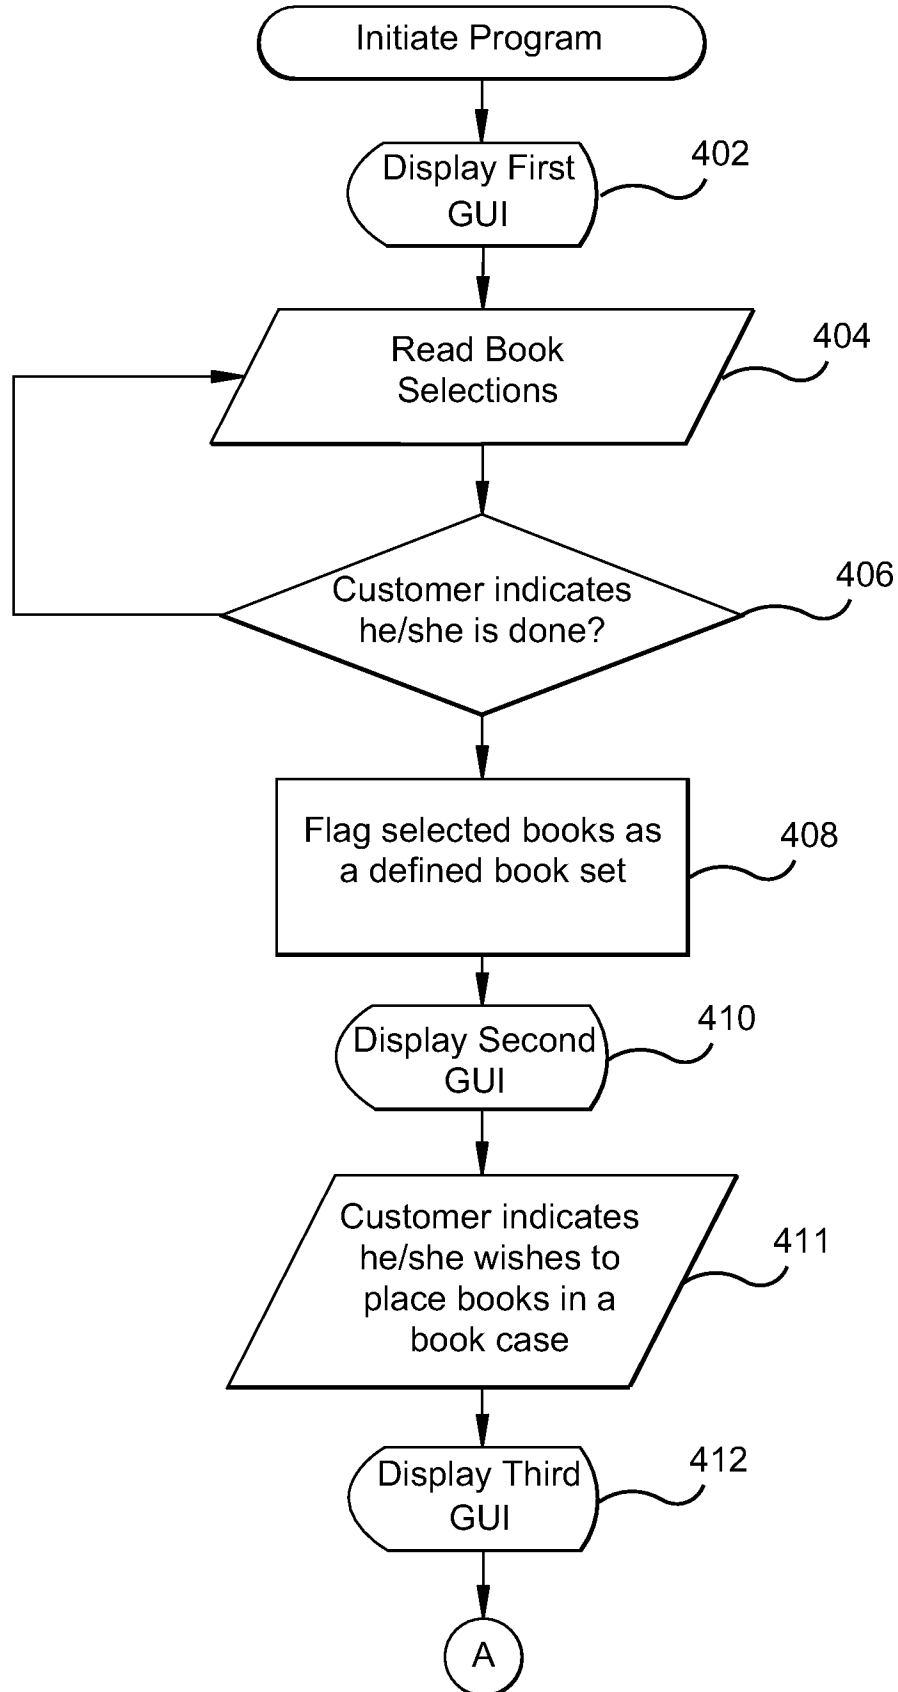 Initiate Program
Display First
GUI
402
Read Book
Selections
404
Customer indicates
he/she is done?
406
Flag selected books as
a defined book set
408
Display Second
GUI
410
Customer indicates
he/she wishes to
place books in a
book case
411
Display Third
GUI
412
A